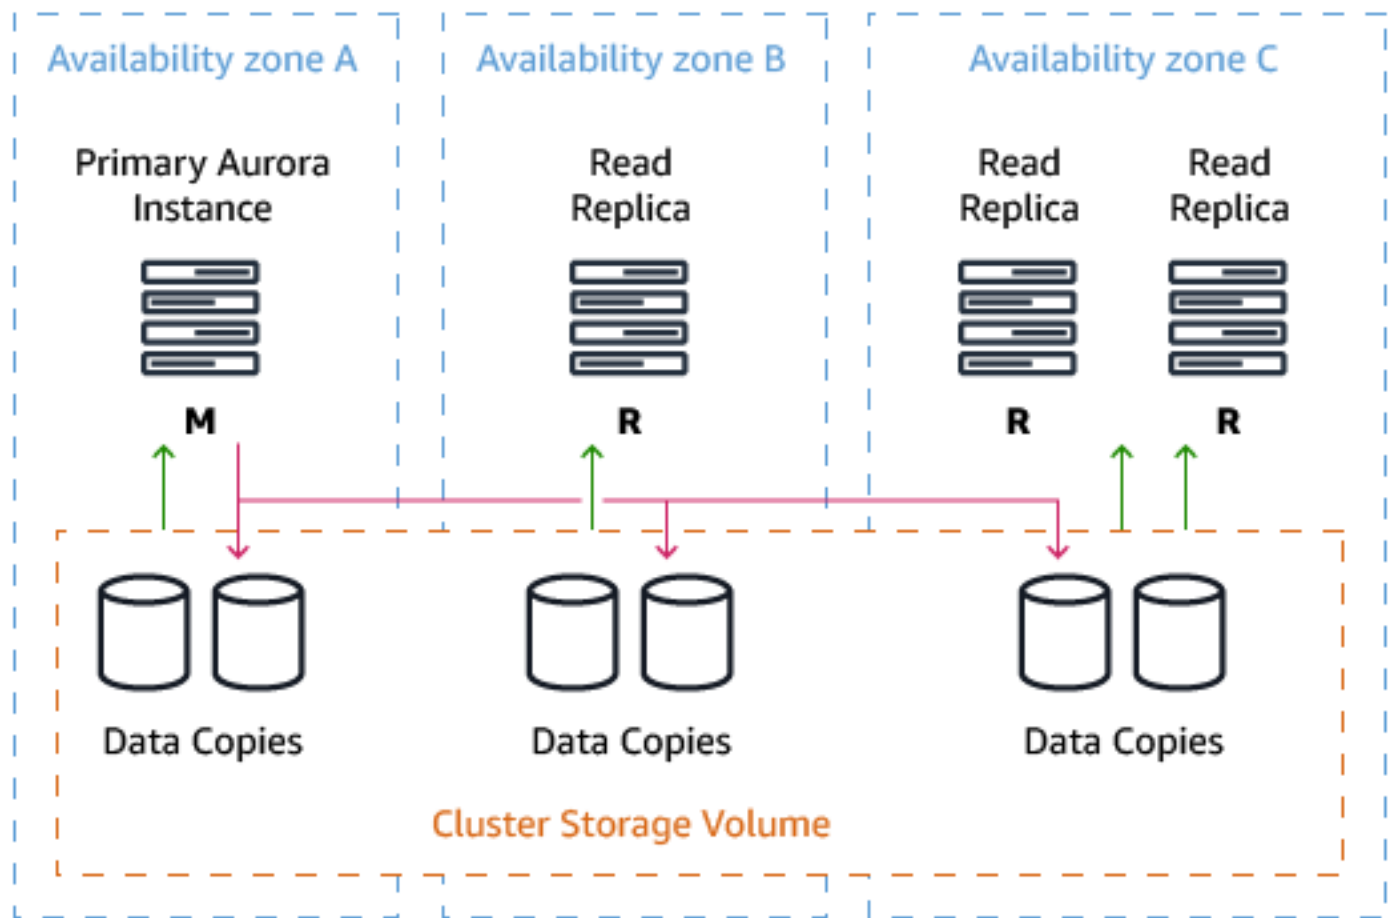 Availability zone A
Availability zone B
Availability zone C
Primary Aurora
Instance
Read
Replica
Read
Replica
Read
Replica
M
R
R
R
Data Copies
Data Copies
Data Copies
Cluster Storage Volume